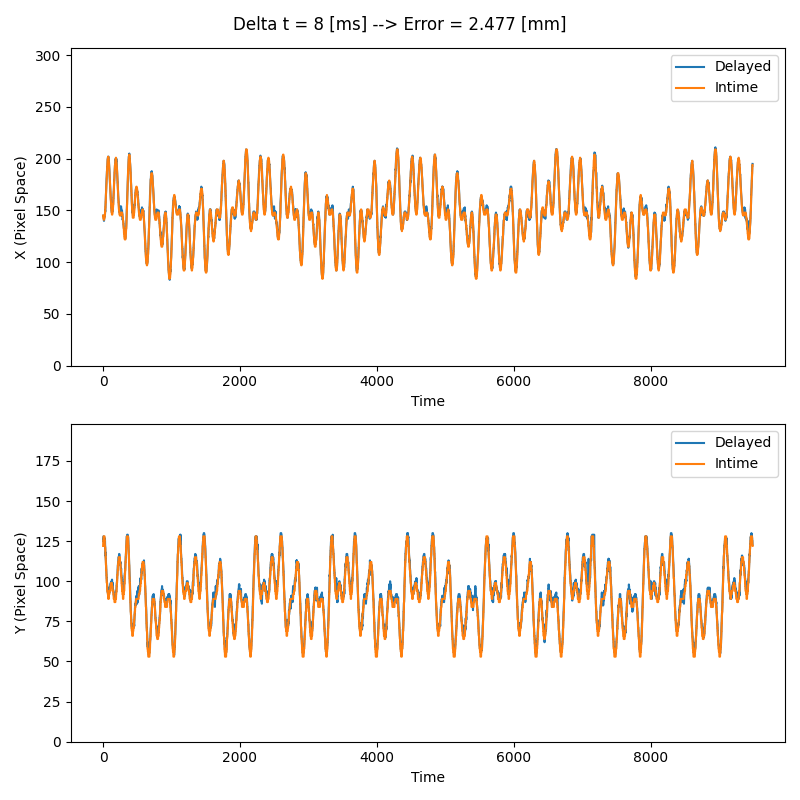 Delta t = 8 [ms] --> Error = 2.477 [mm]
300
250
200
150
100
50
0
X (Pixel Space)
Delayed
Intime
0 2000 4000 6000 8000
Time
175
150
125
100
75
50
25
0
Y (Pixel Space)
Delayed
Intime
0 2000 4000 6000 8000
Time